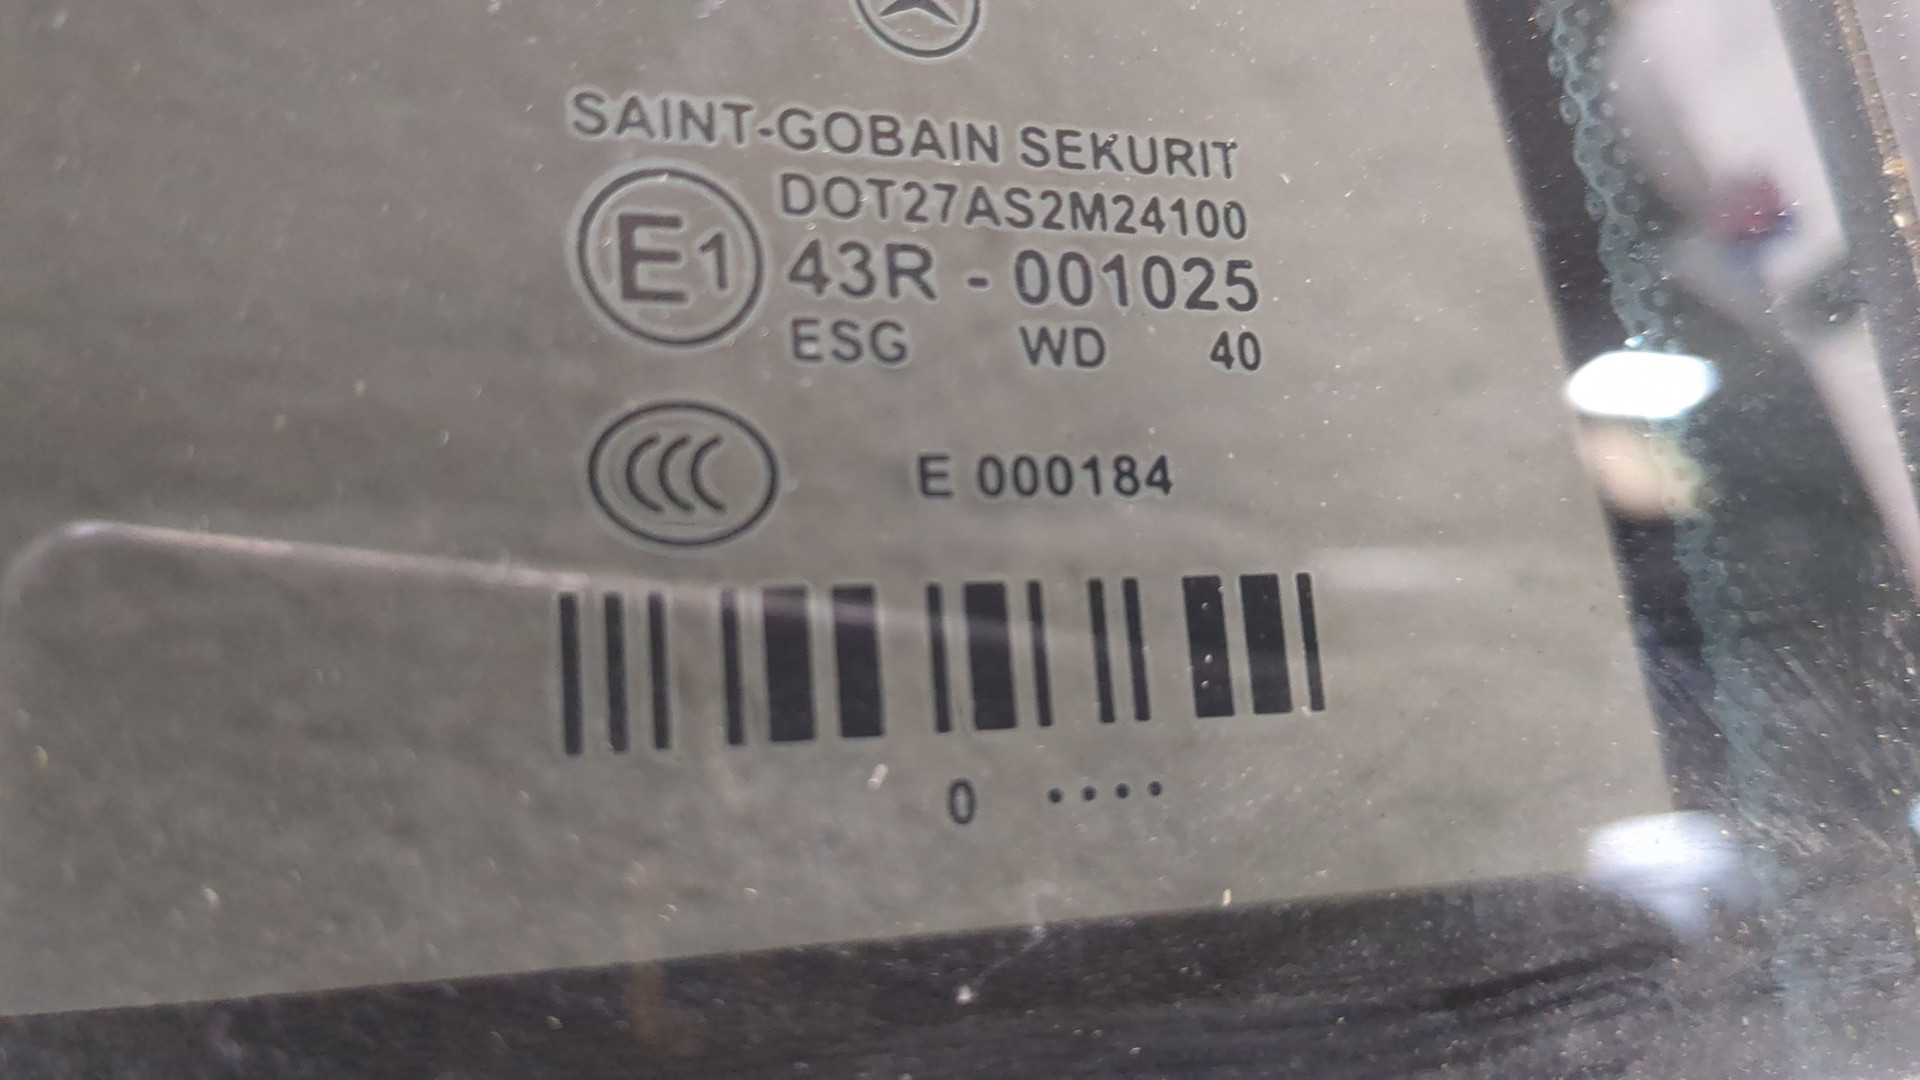 SAINT-GOBAIN SEKURIT
DOT27AS2M24100
E1 43R - 001025
ESG WD 40
CCC E 000184
0 ....